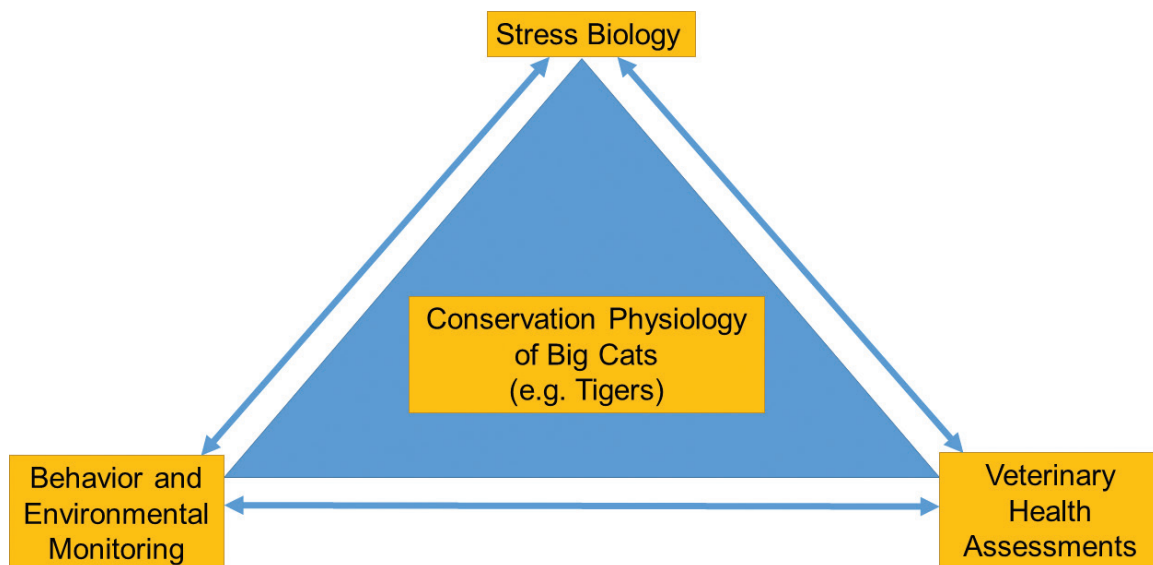 Stress Biology
Conservation Physiology
of Big Cats
(e.g. Tigers)
Behavior and
Environmental
Monitoring
Veterinary
Health
Assessments